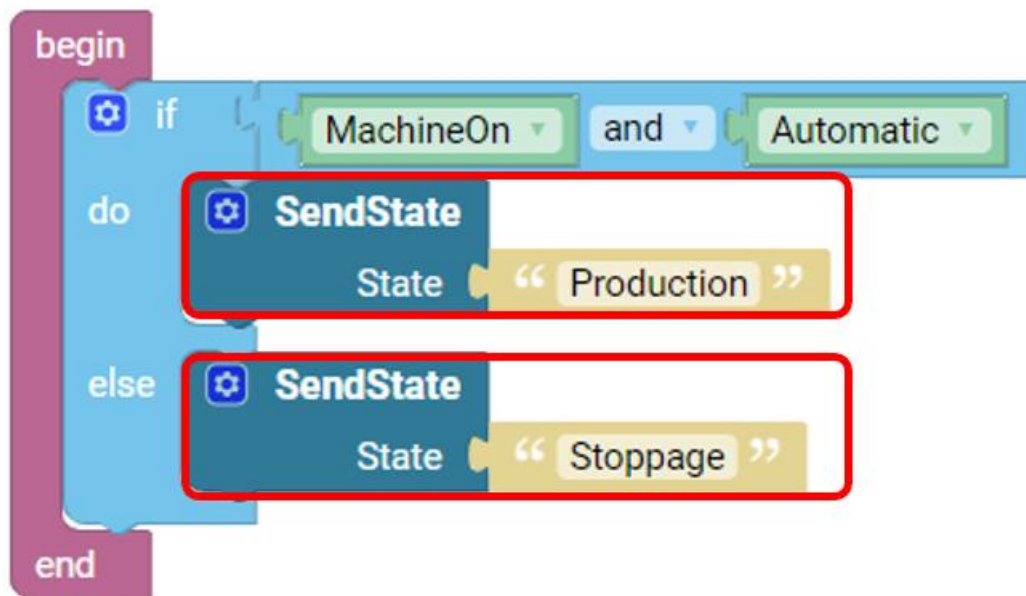 begin
if MachineOn and Automatic
do SendState
State “ Production ”
else SendState
State “ Stoppage ”
end